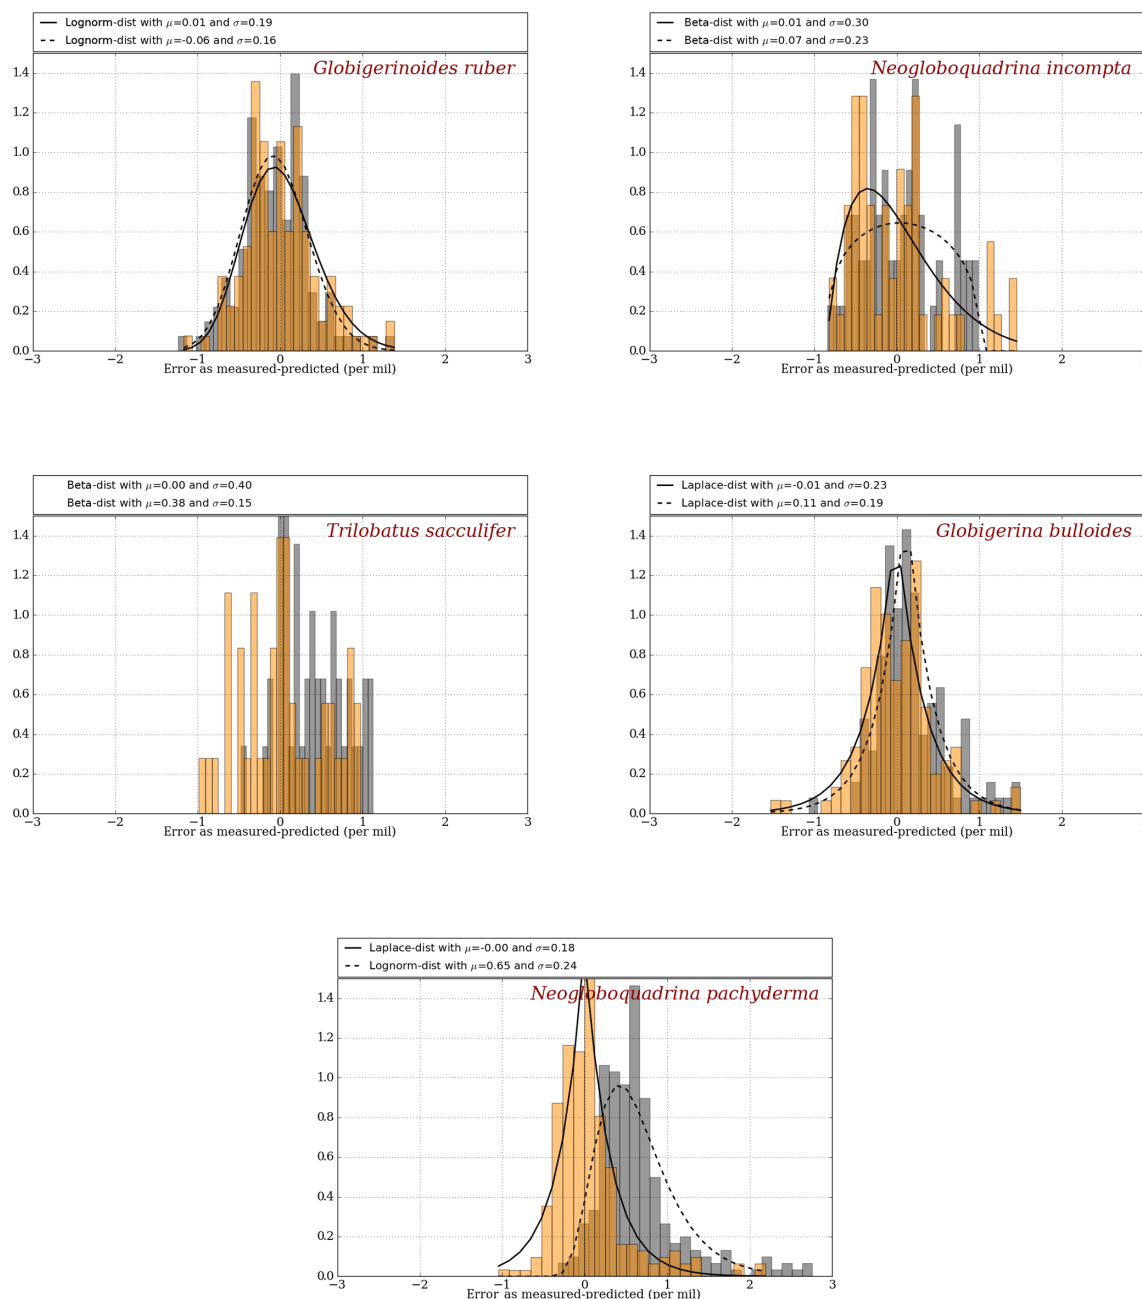 Lognorm-dist with μ=0.01 and σ=0.19
Lognorm-dist with μ=-0.06 and σ=0.16
Globigerinoides ruber
1.4
1.2
1.0
0.8
0.6
0.4
0.2
0.0
−3 −2 −1 0 1 2 3
Error as measured-predicted (per mil)
Beta-dist with μ=0.01 and σ=0.30
Beta-dist with μ=0.07 and σ=0.23
Neogloboquadrina incompta
1.4
1.2
1.0
0.8
0.6
0.4
0.2
0.0
−3 −2 −1 0 1 2 3
Error as measured-predicted (per mil)
Beta-dist with μ=0.00 and σ=0.40
Beta-dist with μ=0.38 and σ=0.15
Trilobatus sacculifer
1.4
1.2
1.0
0.8
0.6
0.4
0.2
0.0
−3 −2 −1 0 1 2 3
Error as measured-predicted (per mil)
Laplace-dist with μ=-0.01 and σ=0.23
Laplace-dist with μ=0.11 and σ=0.19
Globigerina bulloides
1.4
1.2
1.0
0.8
0.6
0.4
0.2
0.0
−3 −2 −1 0 1 2 3
Error as measured-predicted (per mil)
Laplace-dist with μ=-0.00 and σ=0.18
Lognorm-dist with μ=0.65 and σ=0.24
Neogloboquadrina pachyderma
1.4
1.2
1.0
0.8
0.6
0.4
0.2
0.0
−3 −2 −1 0 1 2 3
Error as measured-predicted (per mil)